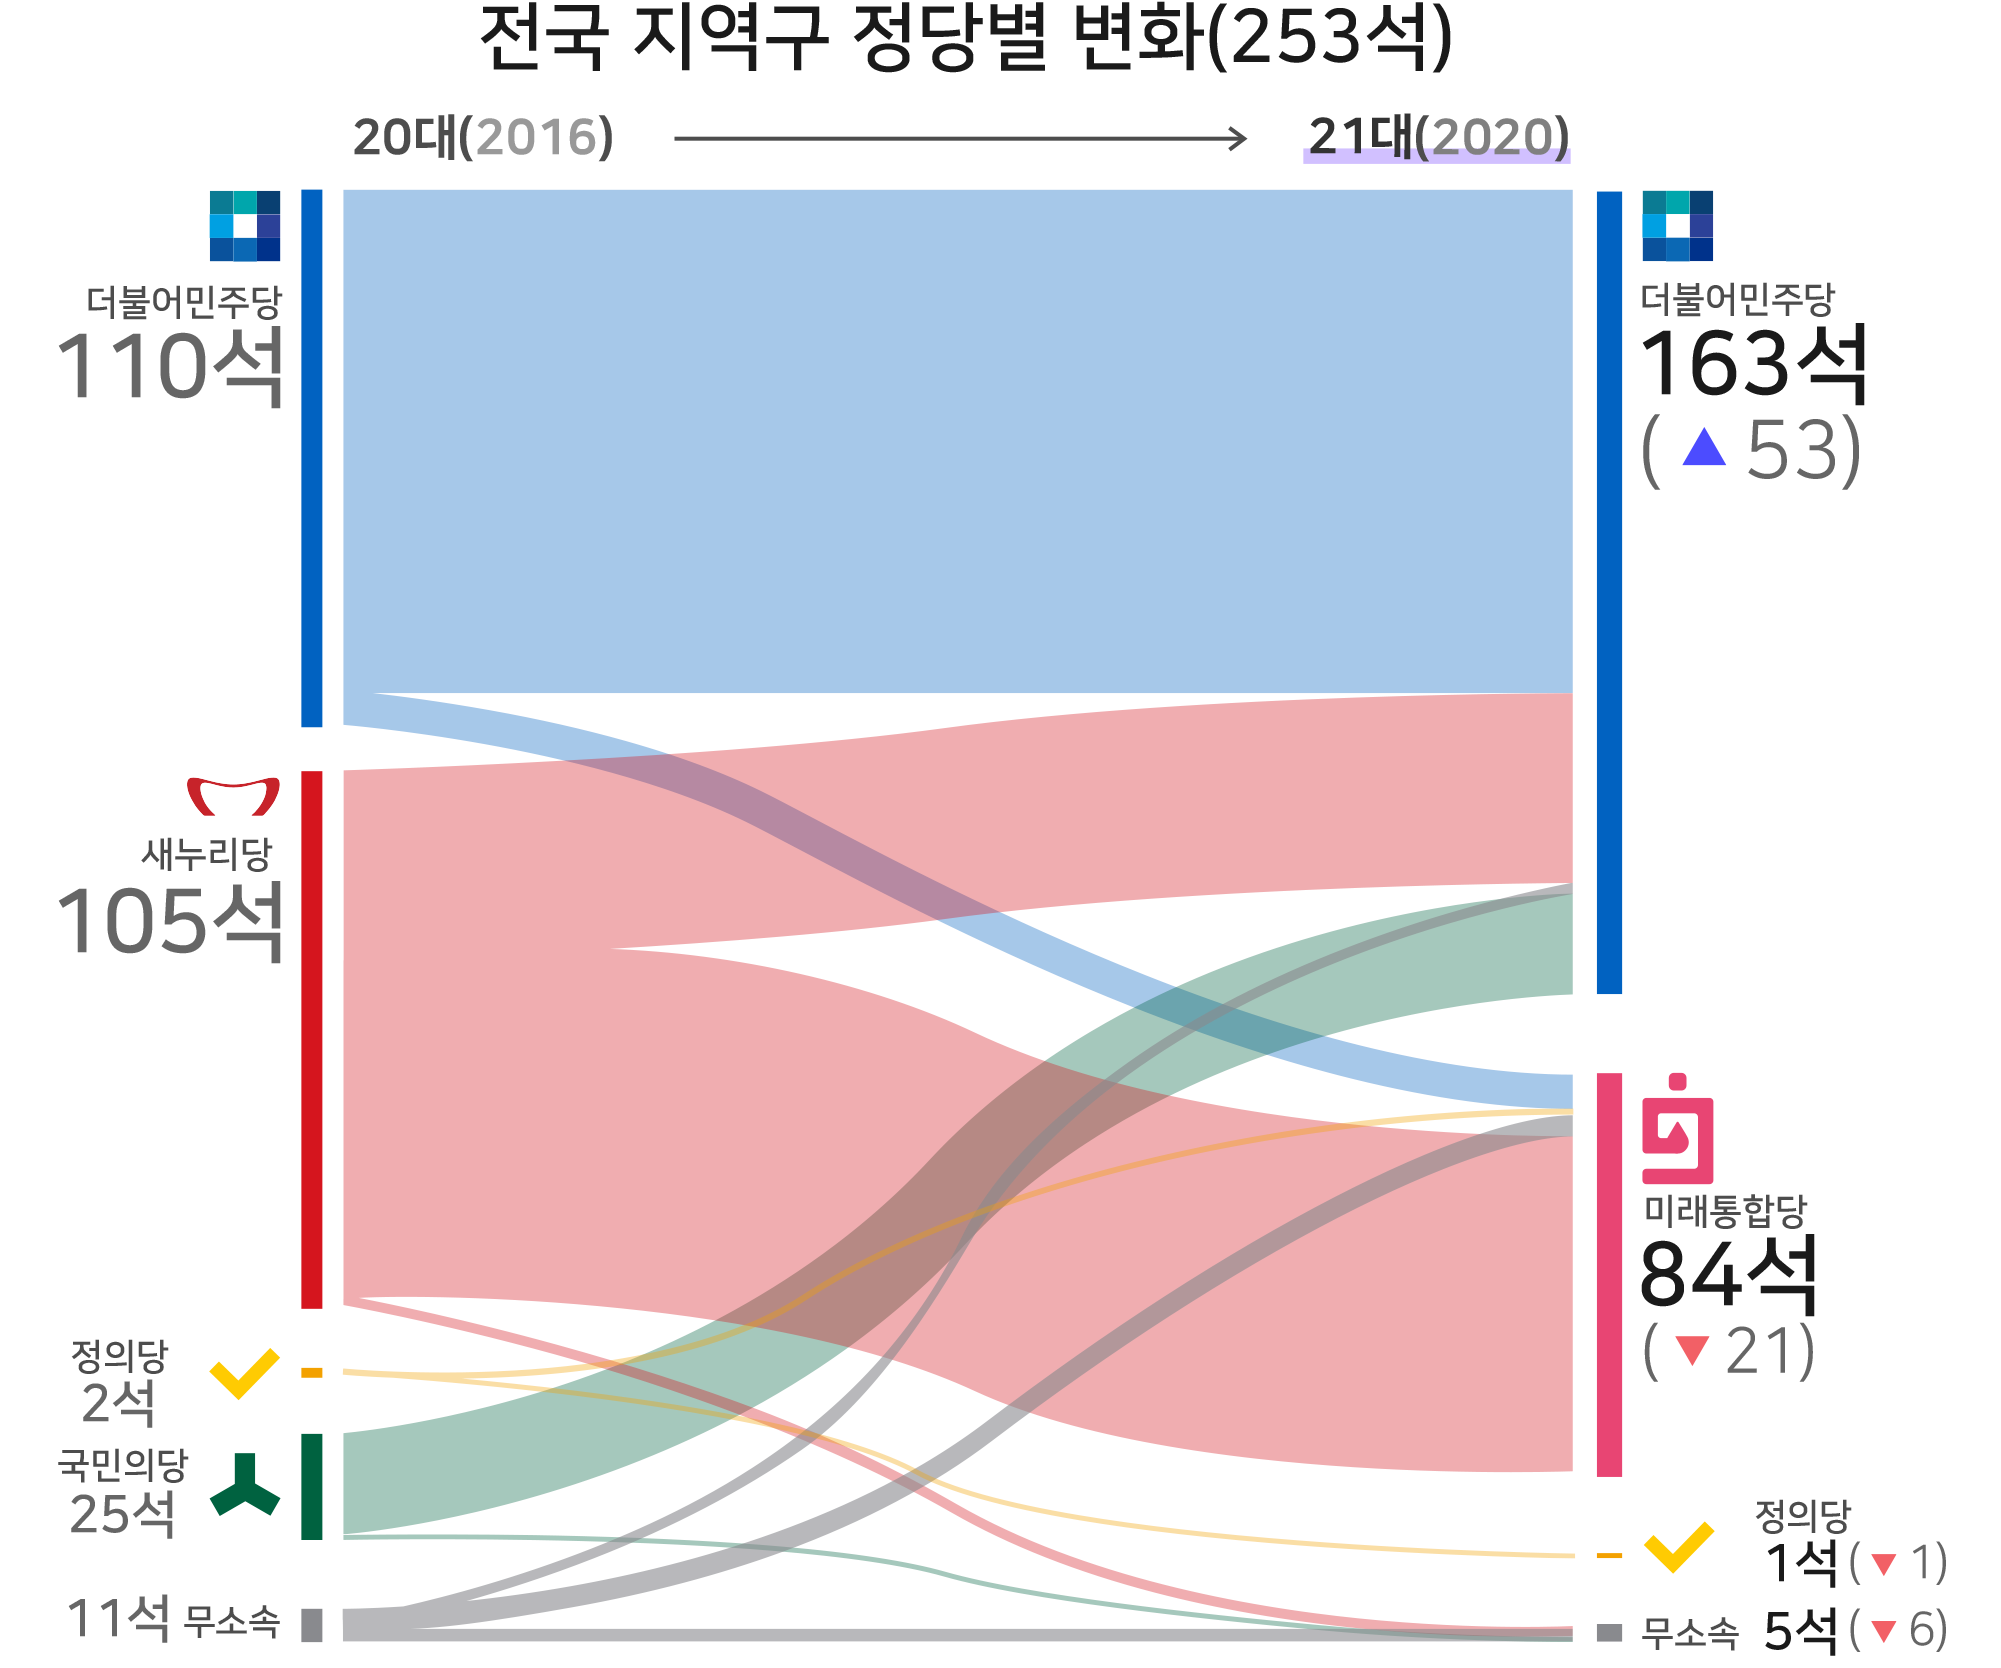 전국 지역구 정당별 변화(253석)
20대(2016)
21대(2020)
더불어민주당
110석
새누리당
105석
정의당
2석
국민의당
25석
11석 무소속
더불어민주당
163석
(▲53)
미래통합당
84석
(▼21)
정의당
1석(▼1)
무소속 5석(▼6)